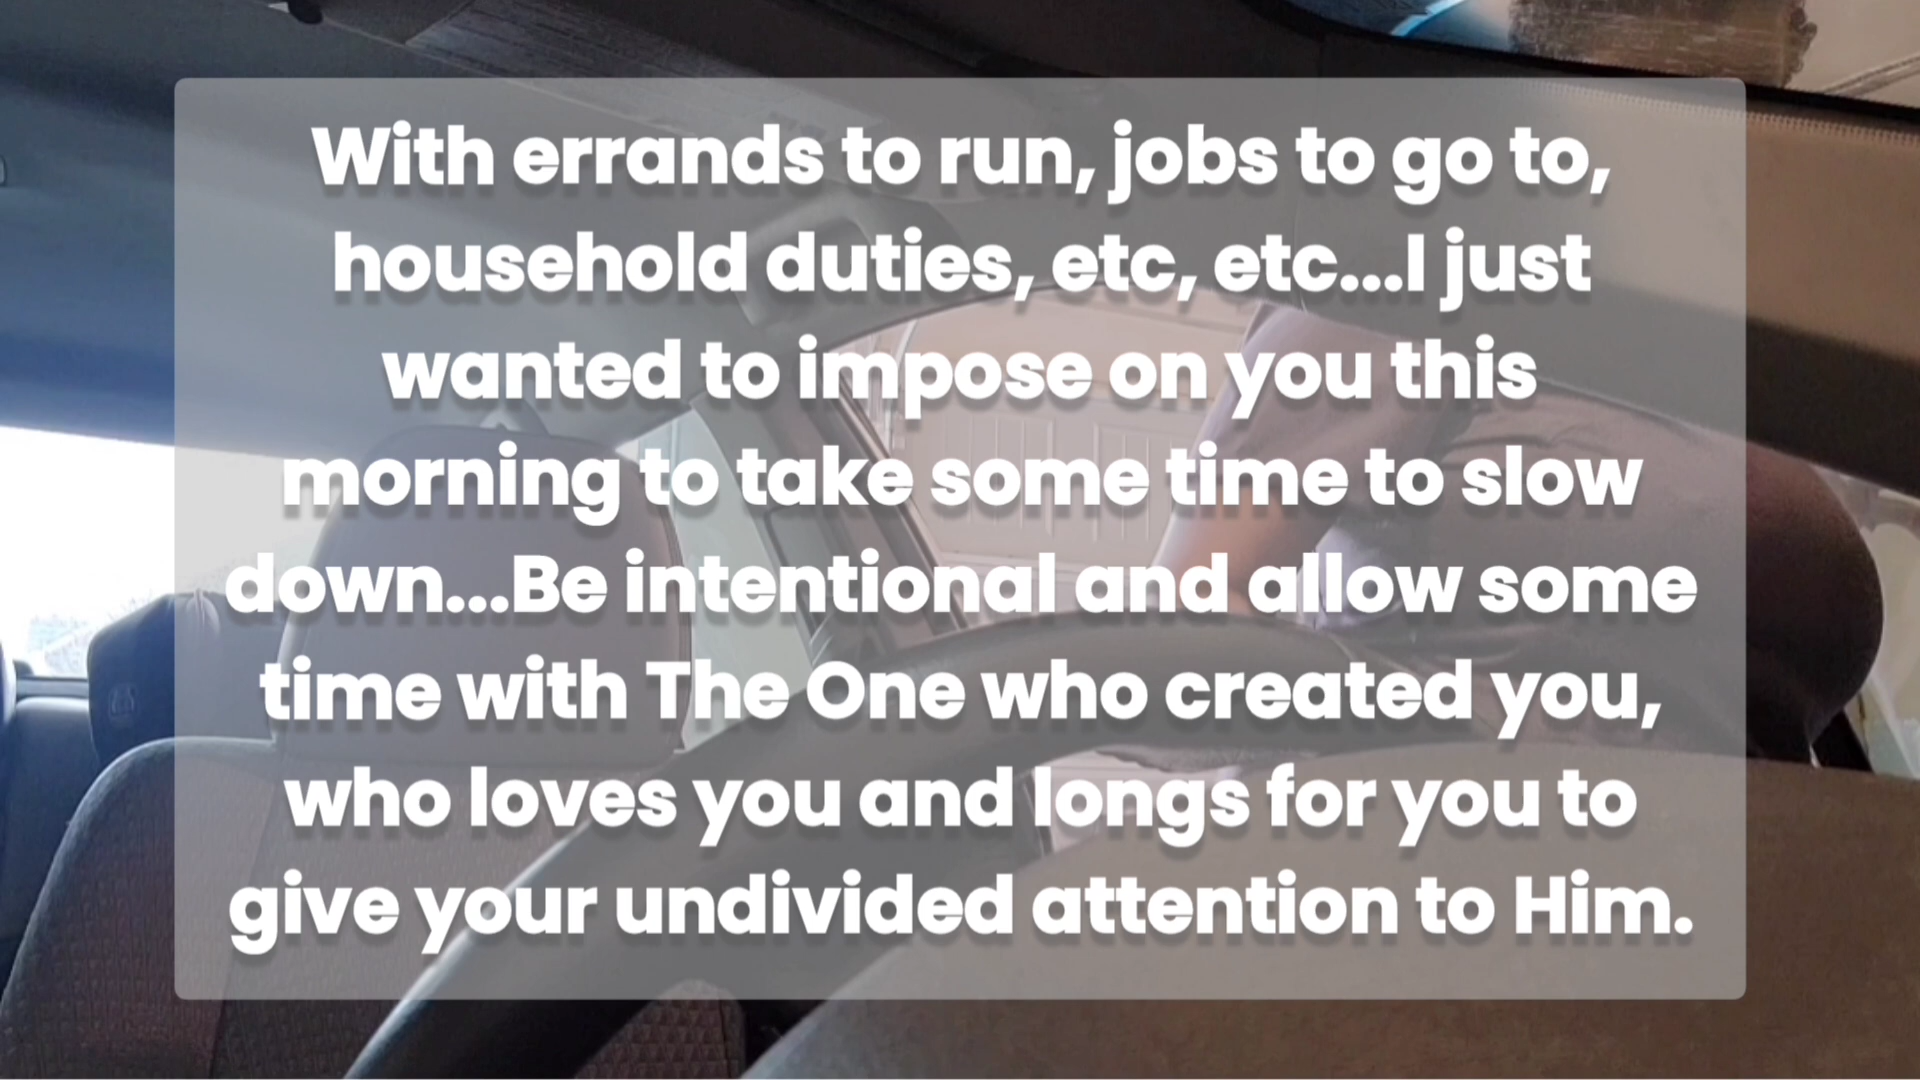 With errands to run, jobs to go to,
household duties, etc, etc...I just
wanted to impose on you this
morning to take some time to slow
down...Be intentional and allow some
time with The One who created you,
who loves you and longs for you to
give your undivided attention to Him.